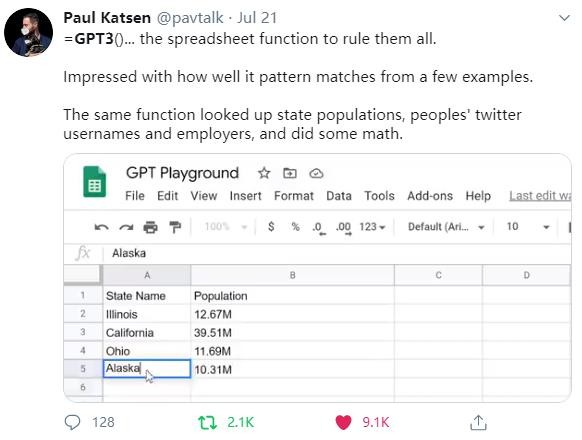 Paul Katsen @pavtalk · Jul 21
=GPT3()... the spreadsheet function to rule them all.
Impressed with how well it pattern matches from a few examples.
The same function looked up state populations, peoples' twitter
usernames and employers, and did some math.
GPT Playground
File Edit View Insert Format Data Tools Add-ons Help Last edit wa
100% $ % .0 .00 123 Default (Ari... 10
fx Alaska
A B C D
1 State Name Population
2 Illinois 12.67M
3 California 39.51M
4 Ohio 11.69M
5 Alaska 10.31M
6
128 2.1K 9.1K